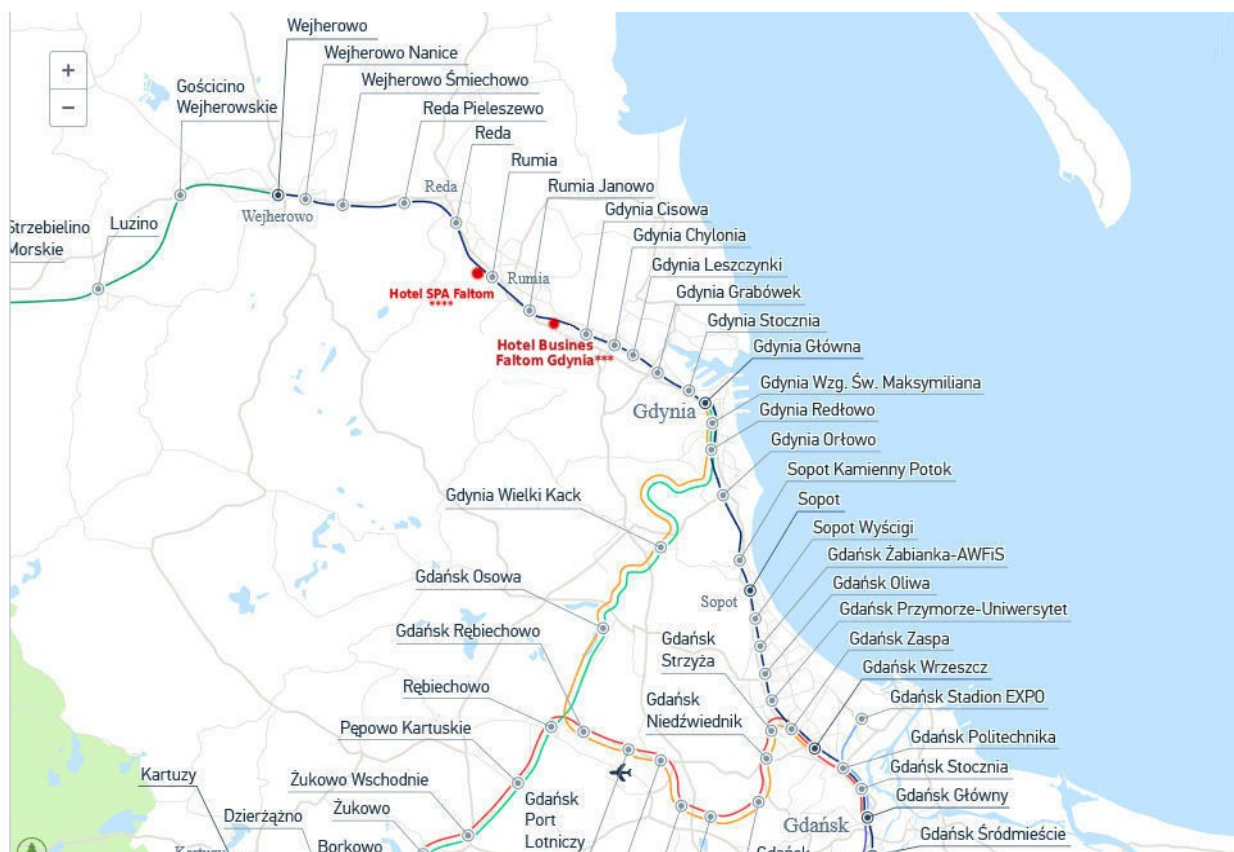 +
−
Wejherowo
Wejherowo Nanice
Gościcino
Wejherowskie
Wejherowo Śmiechowo
Reda Pieleszewo
Reda
Rumia
Reda
Rumia Janowo
Wejherowo
Strzebielino
Morskie
Luzino
Gdynia Cisowa
Gdynia Chylonia
Gdynia Leszczynki
Rumia
Hotel SPA Faltom
****
Gdynia Grabówek
Gdynia Stocznia
Hotel Busines
Faltom Gdynia***
Gdynia Główna
Gdynia Wzg. Św. Maksymiliana
Gdynia
Gdynia Redłowo
Gdynia Orłowo
Sopot Kamienny Potok
Gdynia Wielki Kack
Sopot
Sopot Wyścigi
Gdańsk Żabianka-AWFiS
Gdańsk Osowa
Gdańsk Oliwa
Sopot
Gdańsk Przymorze-Uniwersytet
Gdańsk Rębiechowo
Gdańsk
Strzyża
Gdańsk Zaspa
Gdańsk Wrzeszcz
Rębiechowo
Gdańsk
Niedźwiednik
Gdańsk Stadion EXPO
Pępowo Kartuskie
Gdańsk Politechnika
Gdańsk Stocznia
Kartuzy
Żukowo Wschodnie
Gdańsk Główny
Dzierżążno
Żukowo
Gdańsk
Port
Lotniczy
Gdańsk
Gdańsk Śródmieście
Borkowo
Kartuzy
Gdańsk